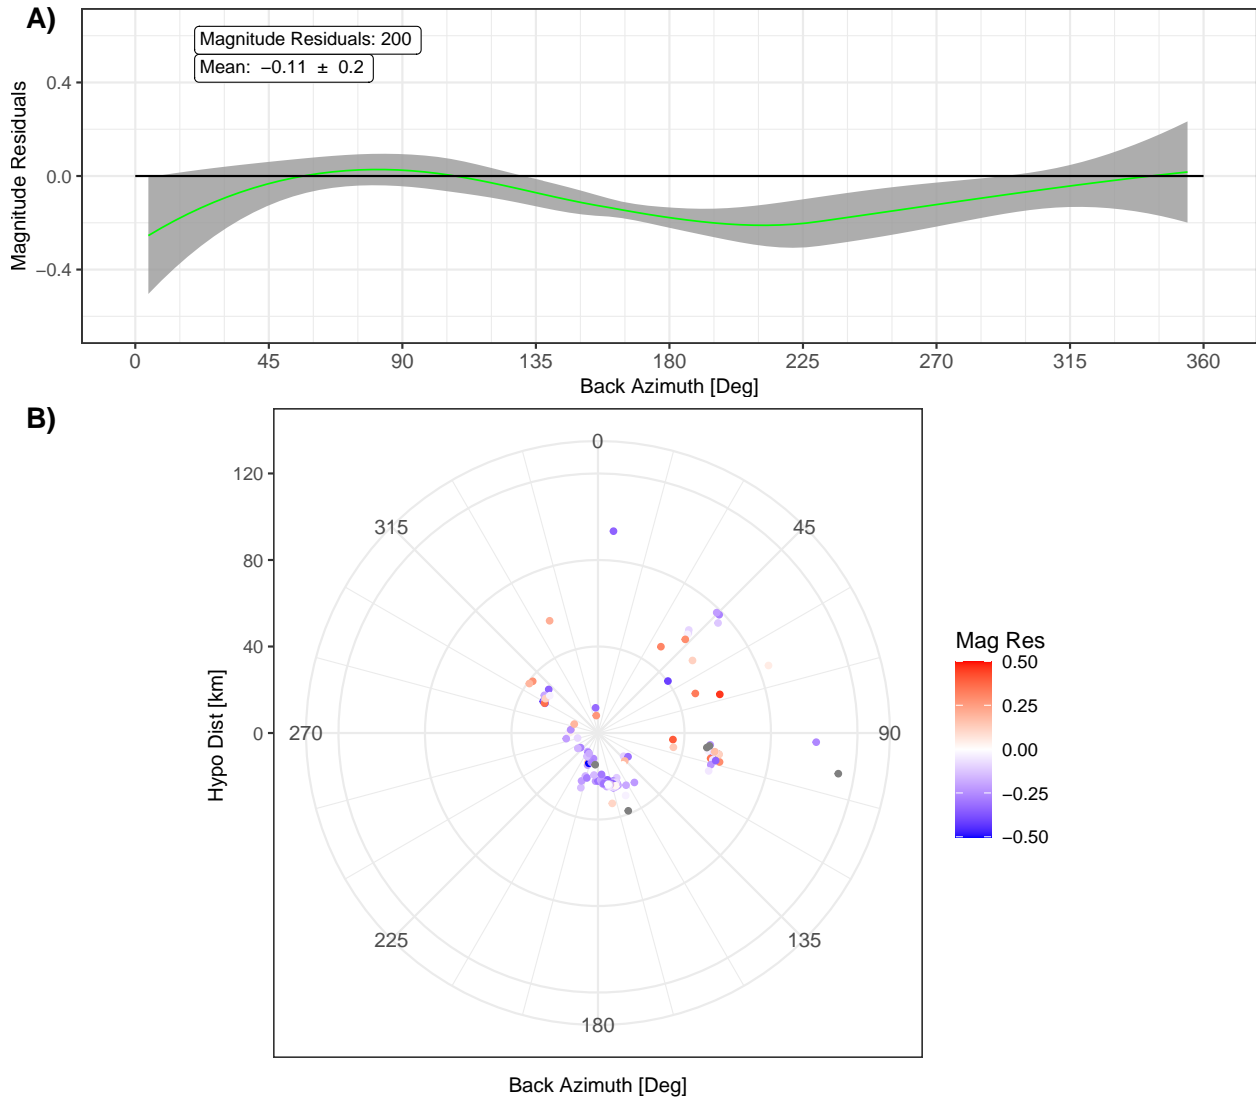 A)
Magnitude Residuals: 200
Mean: −0.11 ± 0.2
Magnitude Residuals
0.4
0.0
−0.4
0 45 90 135 180 225 270 315 360
Back Azimuth [Deg]
B)
Hypo Dist [km]
120
80
40
0
0
45
90
135
180
225
270
315
Back Azimuth [Deg]
Mag Res
0.50
0.25
0.00
−0.25
−0.50